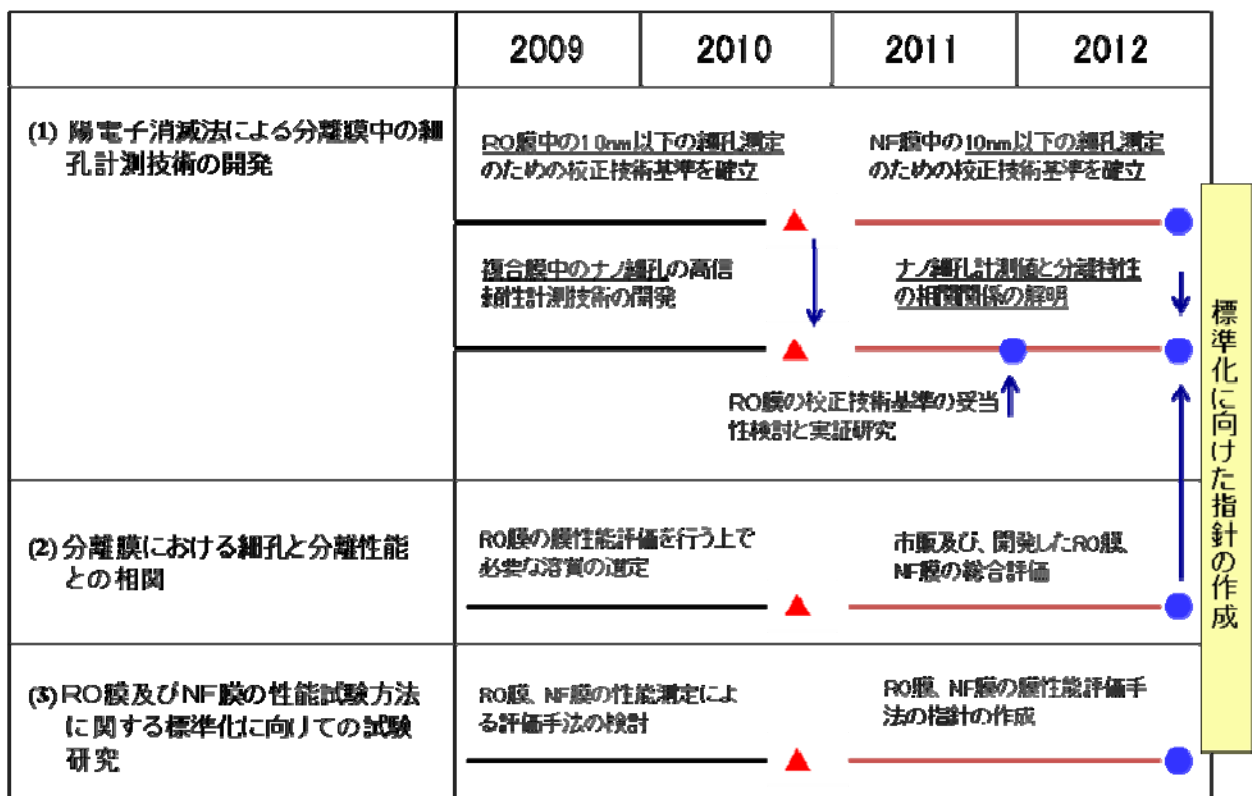 2009 2010 2011 2012
(1) 陽電子消滅法による分離膜中の細
孔計測技術の開発
RO膜中の10nm以下の細孔測定
のための校正技術基準を確立
NF膜中の10nm以下の細孔測定
のための校正技術基準を確立
複合膜中のナノ細孔の高信
頼性計測技術の開発
ナノ細孔計測値と分離特性
の相関関係の解明
RO膜の校正技術基準の妥当
性検討と実証研究
(2) 分離膜における細孔と分離性能
との相関
RO膜の膜性能評価を行う上で
必要な溶質の選定
市販及び、開発したRO膜、
NF膜の総合評価
(3) RO膜及びNF膜の性能試験方法
に関する標準化に向けての試験
研究
RO膜、NF膜の性能測定によ
る評価手法の検討
RO膜、NF膜の膜性能評価手
法の指針の作成
標準化に向けた指針の作成